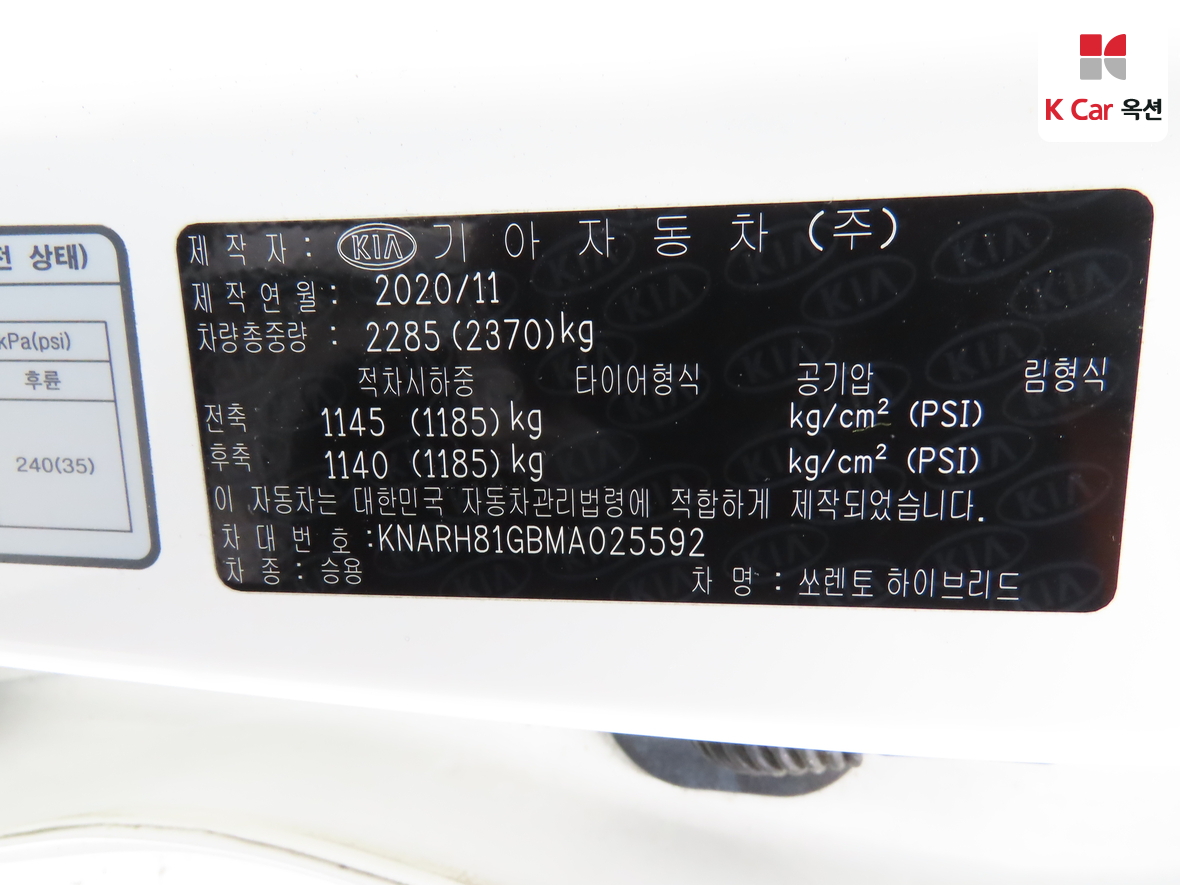 K Car 옥션
전 상태)
kPa(psi)
후륜
240(35)
제 작 자 : KIA 기 아 자 동 차 (주)
제 작 연 월 : 2020/11
차량총중량 : 2285 (2370)kg
적차시하중 타이어형식 공기압 림형식
전축 1145 (1185) kg kg/cm² (PSI)
후축 1140 (1185) kg kg/cm² (PSI)
이 자동차는 대한민국 자동차관리법령에 적합하게 제작되었습니다.
차 대 번 호 :KNARH81GBMA025592
차 종 : 승용 차 명 : 쏘렌토 하이브리드